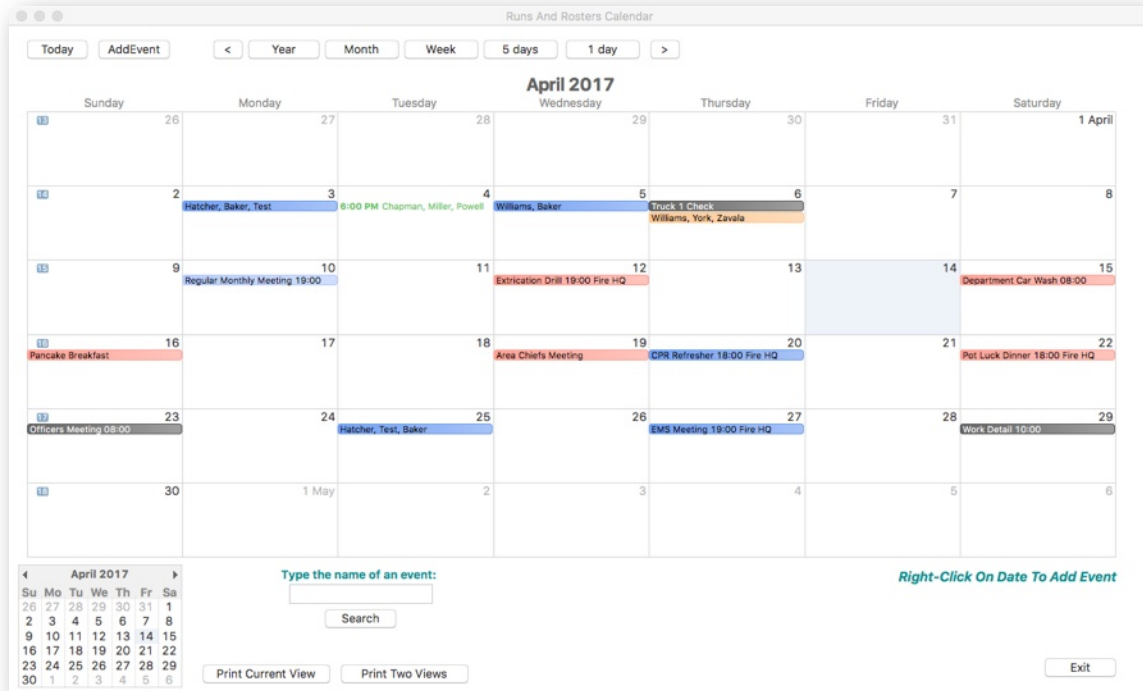 Runs And Rosters Calendar
Today AddEvent < Year Month Week 5 days 1 day >
April 2017
Sunday Monday Tuesday Wednesday Thursday Friday Saturday
13 26 27 28 29 30 31 1 April
14 2 3 4 5 6 7 8
Hatcher, Baker, Test 6:00 PM Chapman, Miller, Powell Williams, Baker Truck 1 Check
Williams, York, Zavala
15 9 10 11 12 13 14 15
Regular Monthly Meeting 19:00 Extrication Drill 19:00 Fire HQ Department Car Wash 08:00
16 16 17 18 19 20 21 22
Pancake Breakfast Area Chiefs Meeting CPR Refresher 18:00 Fire HQ Pot Luck Dinner 18:00 Fire HQ
17 23 24 25 26 27 28 29
Officers Meeting 08:00 Hatcher, Test, Baker EMS Meeting 19:00 Fire HQ Work Detail 10:00
18 30 1 May 2 3 4 5 6
April 2017
Su Mo Tu We Th Fr Sa
26 27 28 29 30 31 1
2 3 4 5 6 7 8
9 10 11 12 13 14 15
16 17 18 19 20 21 22
23 24 25 26 27 28 29
30 1 2 3 4 5 6
Type the name of an event:
Search
Print Current View Print Two Views
Right-Click On Date To Add Event
Exit